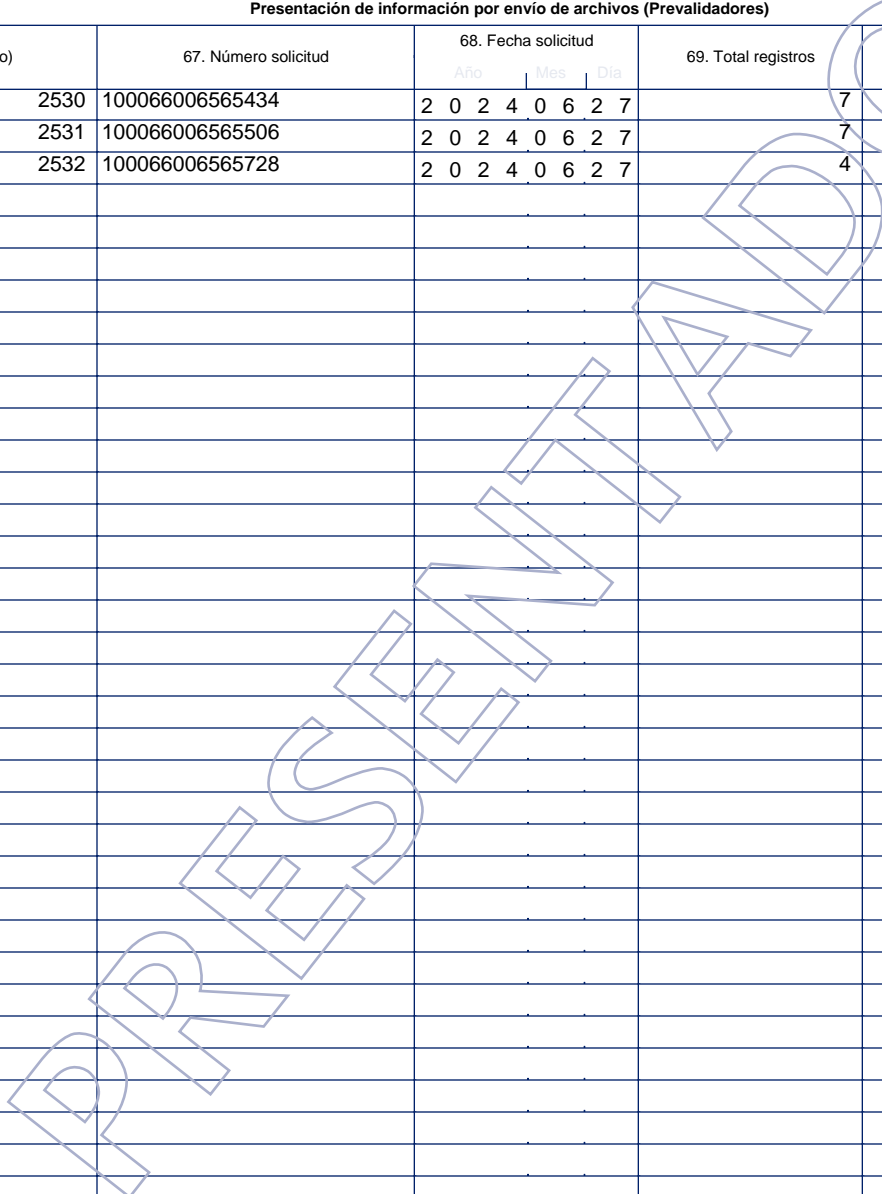 Presentación de información por envío de archivos (Prevalidadores)
o) 67. Número solicitud 68. Fecha solicitud 69. Total registros
Año Mes Día
2530 100066006565434 2 0 2 4 0 6 2 7 7
2531 100066006565506 2 0 2 4 0 6 2 7 7
2532 100066006565728 2 0 2 4 0 6 2 7 4
PRESENTADO